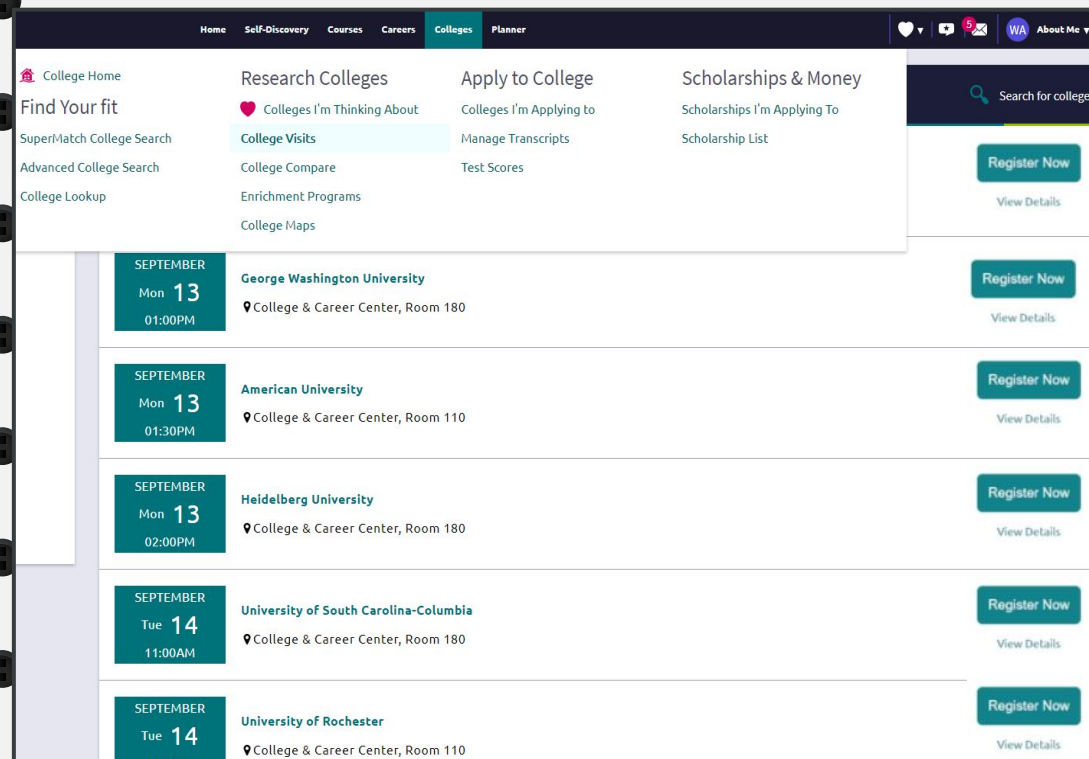 Home Self-Discovery Courses Careers Colleges Planner 5 WA About Me
College Home
Find Your fit
SuperMatch College Search
Advanced College Search
College Lookup
Research Colleges
Colleges I'm Thinking About
College Visits
College Compare
Enrichment Programs
College Maps
Apply to College
Colleges I'm Applying to
Manage Transcripts
Test Scores
Scholarships & Money
Scholarships I'm Applying To
Scholarship List
Search for college
Register Now
View Details
SEPTEMBER
Mon 13
01:00PM
George Washington University
College & Career Center, Room 180
Register Now
View Details
SEPTEMBER
Mon 13
01:30PM
American University
College & Career Center, Room 110
Register Now
View Details
SEPTEMBER
Mon 13
02:00PM
Heidelberg University
College & Career Center, Room 180
Register Now
View Details
SEPTEMBER
Tue 14
11:00AM
University of South Carolina-Columbia
College & Career Center, Room 180
Register Now
View Details
SEPTEMBER
Tue 14
University of Rochester
College & Career Center, Room 110
Register Now
View Details